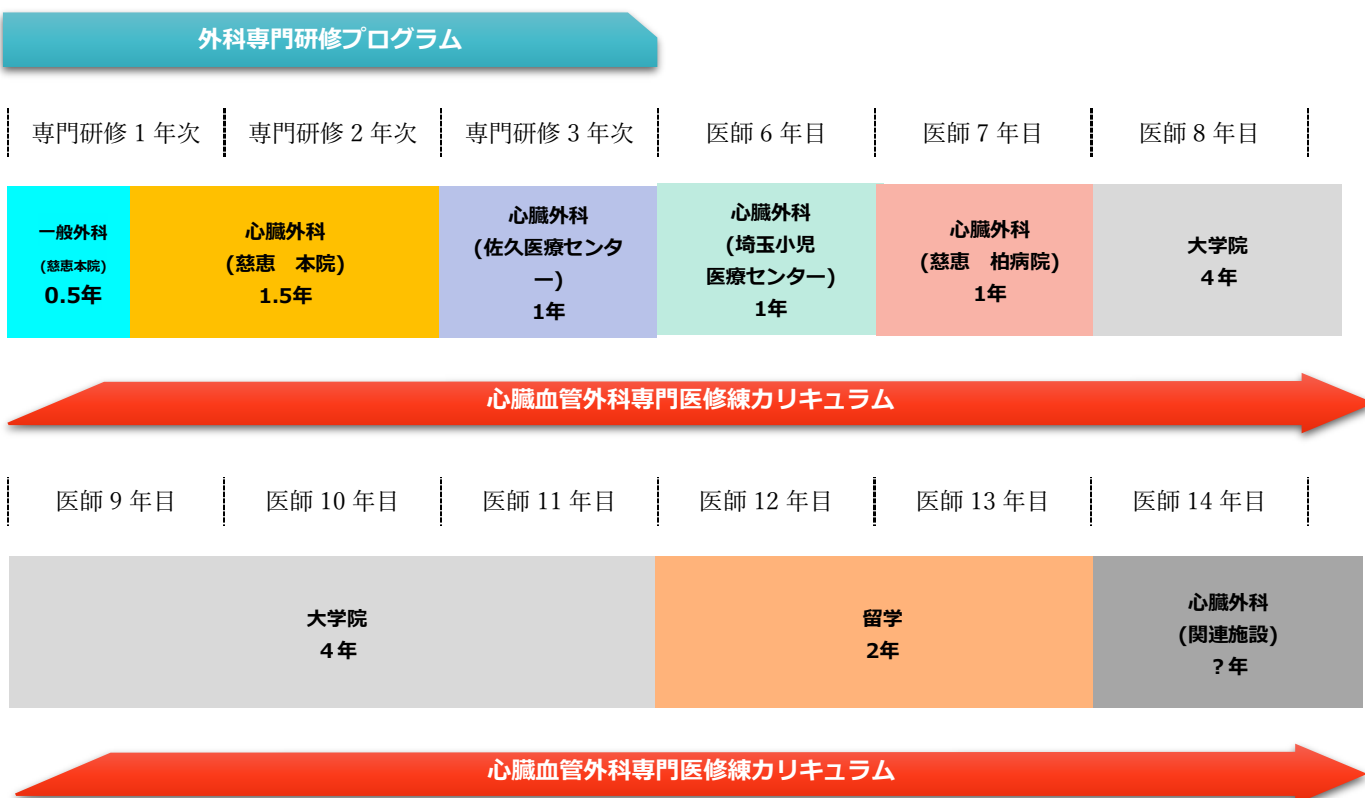 外科専門研修プログラム
専門研修 1 年次
専門研修 2 年次
専門研修 3 年次
医師 6 年目
医師 7 年目
医師 8 年目
一般外科
(慈恵本院)
0.5年
心臓外科
(慈恵　本院)
1.5年
心臓外科
(佐久医療センタ
ー)
1年
心臓外科
(埼玉小児
医療センター)
1年
心臓外科
(慈恵　柏病院)
1年
大学院
４年
心臓血管外科専門医修練カリキュラム
医師 9 年目
医師 10 年目
医師 11 年目
医師 12 年目
医師 13 年目
医師 14 年目
大学院
４年
留学
2年
心臓外科
(関連施設)
？年
心臓血管外科専門医修練カリキュラム